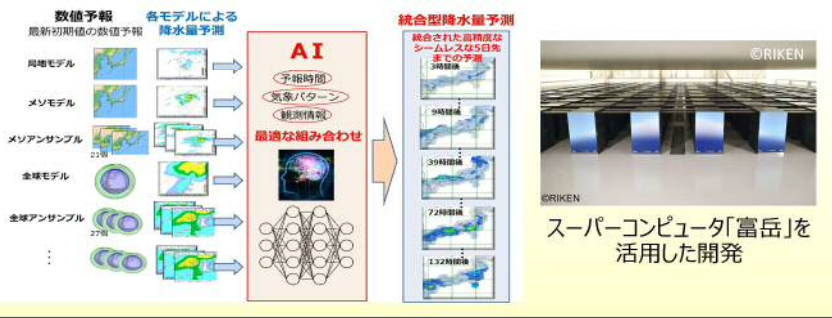 数値予報
最新初期値の数値予報
各モデルによる
降水量予測
局地モデル
メソモデル
メソアンサンブル
21個
全球モデル
全球アンサンブル
27個
⋮
AI
予報時間
気象パターン
観測情報
最適な組み合わせ
統合型降水量予測
統合された高精度な
シームレスな5日先
までの予測
3時間後
9時間後
39時間後
72時間後
132時間後
©RIKEN
©RIKEN
スーパーコンピュータ「富岳」を
活用した開発